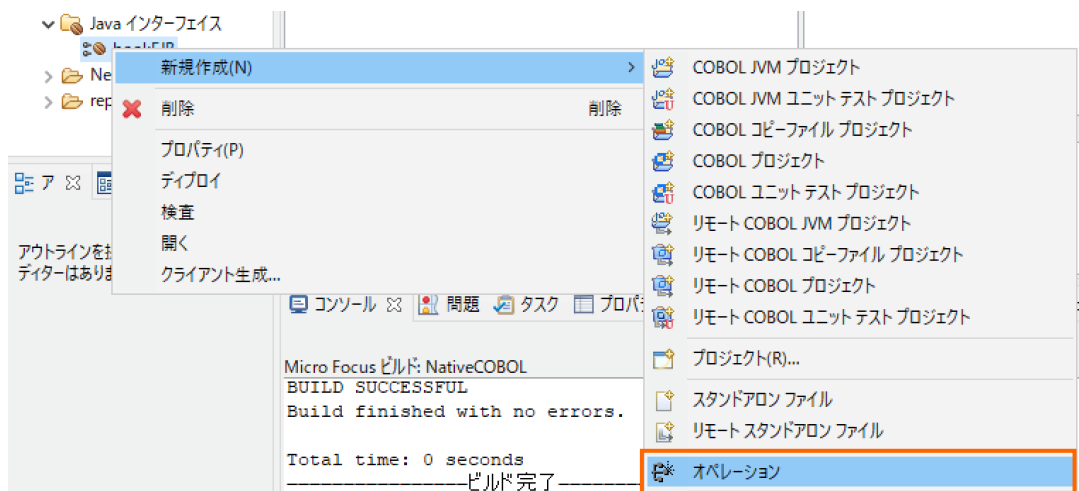 Java インターフェイス
新規作成(N)
Ne
rep
削除 削除
プロパティ(P)
ディプロイ
検査
開く
クライアント生成...
COBOL JVM プロジェクト
COBOL JVM ユニット テスト プロジェクト
COBOL コピーファイル プロジェクト
COBOL プロジェクト
COBOL ユニット テスト プロジェクト
リモート COBOL JVM プロジェクト
リモート COBOL コピーファイル プロジェクト
リモート COBOL プロジェクト
リモート COBOL ユニット テスト プロジェクト
プロジェクト(R)...
スタンドアロン ファイル
リモート スタンドアロン ファイル
オペレーション
ア
アウトラインを
ディターはありま
コンソール 問題 タスク プロパ
Micro Focus ビルド: NativeCOBOL
BUILD SUCCESSFUL
Build finished with no errors.
Total time: 0 seconds
----------------ビルド完了--------